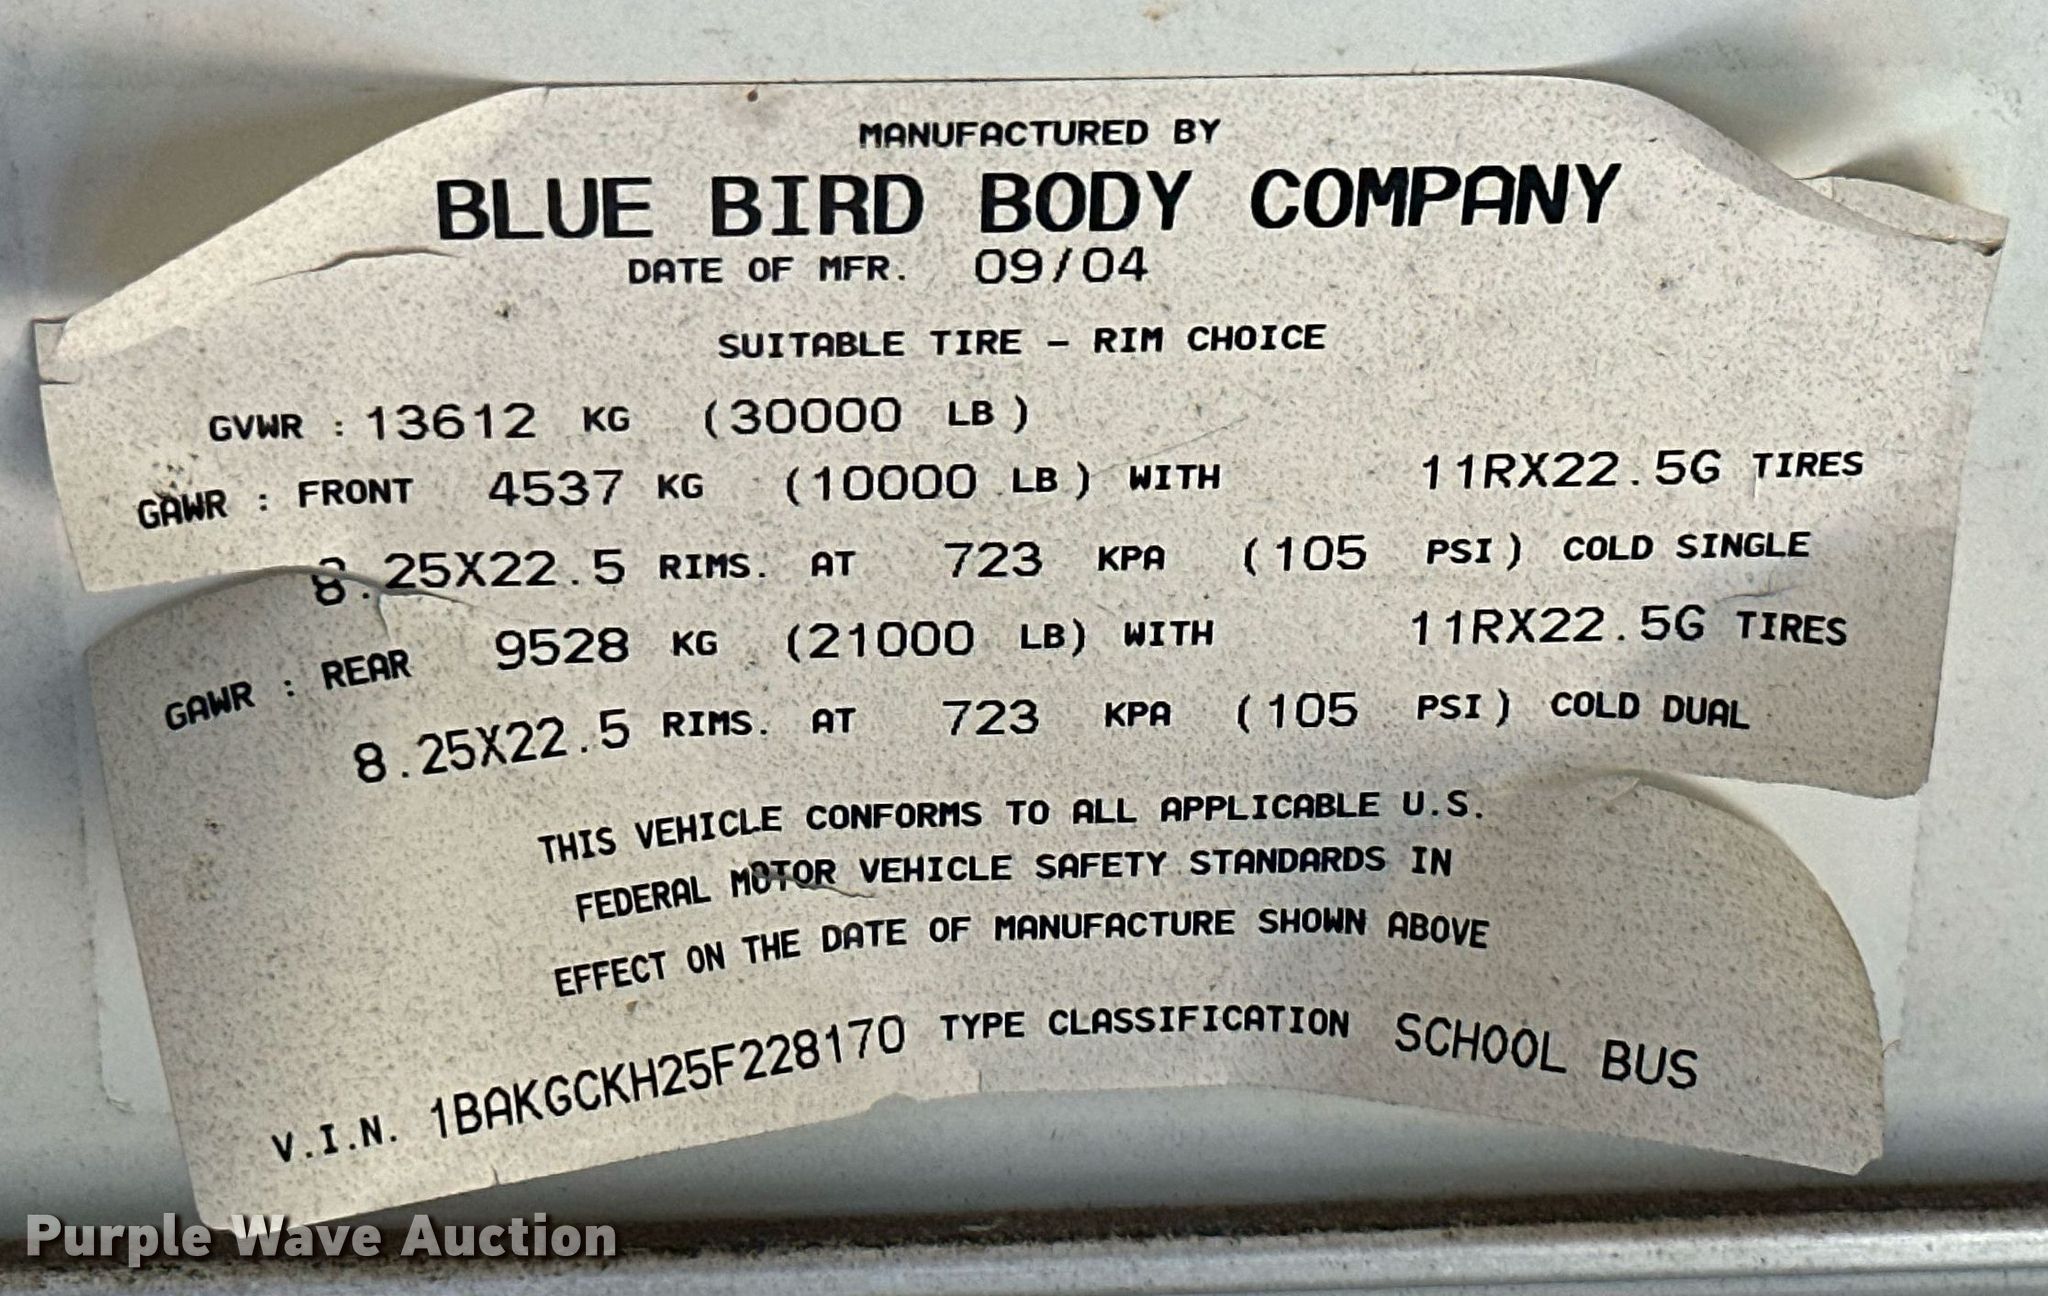 MANUFACTURED BY
BLUE BIRD BODY COMPANY
DATE OF MFR. 09/04
SUITABLE TIRE - RIM CHOICE
GVWR : 13612 KG (30000 LB)
GAWR : FRONT 4537 KG (10000 LB) WITH 11RX22.5G TIRES
8.25X22.5 RIMS. AT 723 KPA (105 PSI) COLD SINGLE
GAWR : REAR 9528 KG (21000 LB) WITH 11RX22.5G TIRES
8.25X22.5 RIMS. AT 723 KPA (105 PSI) COLD DUAL
THIS VEHICLE CONFORMS TO ALL APPLICABLE U.S.
FEDERAL MOTOR VEHICLE SAFETY STANDARDS IN
EFFECT ON THE DATE OF MANUFACTURE SHOWN ABOVE
V.I.N. 1BAKGCKH25F228170 TYPE CLASSIFICATION SCHOOL BUS
Purple Wave Auction